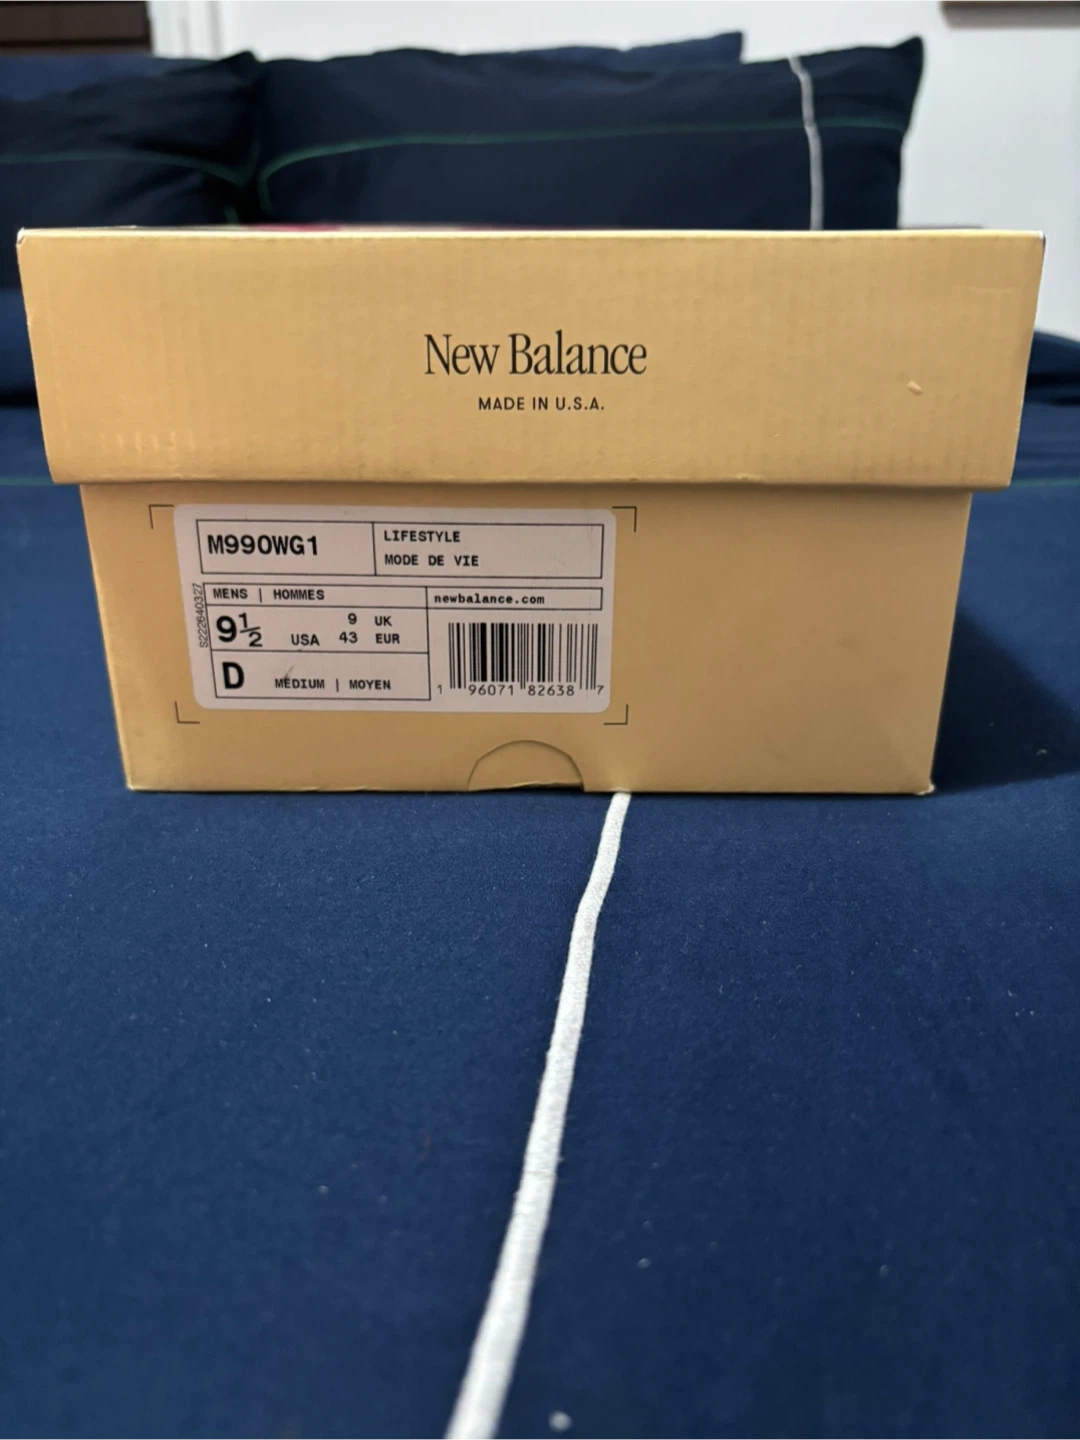 New Balance
MADE IN U.S.A.
M990WG1
LIFESTYLE
MODE DE VIE
S222640327
MENS | HOMMES
newbalance.com
9½ USA
9 UK
43 EUR
D MEDIUM | MOYEN
1 96071 82638 7